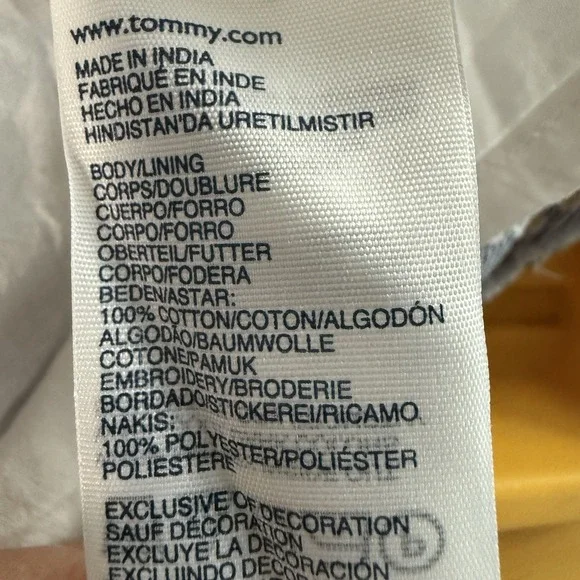 www.tommy.com
MADE IN INDIA
FABRIQUÉ EN INDE
HECHO EN INDIA
HINDISTAN'DA URETILMISTIR
BODY/LINING
CORPS/DOUBLURE
CUERPO/FORRO
CORPO/FORRO
OBERTEIL/FUTTER
CORPO/FODERA
BEDEN/ASTAR:
100% COTTON/COTON/ALGODÓN
ALGODÃO/BAUMWOLLE
COTONE/PAMUK
EMBROIDERY/BRODERIE
BORDADO/STICKEREI/RICAMO
NAKIS:
100% POLYESTER/POLIÉSTER
POLIESTERE
EXCLUSIVE OF DECORATION
SAUF DÉCORATION
EXCLUYE LA DECORACIÓN
EXCLUINDO